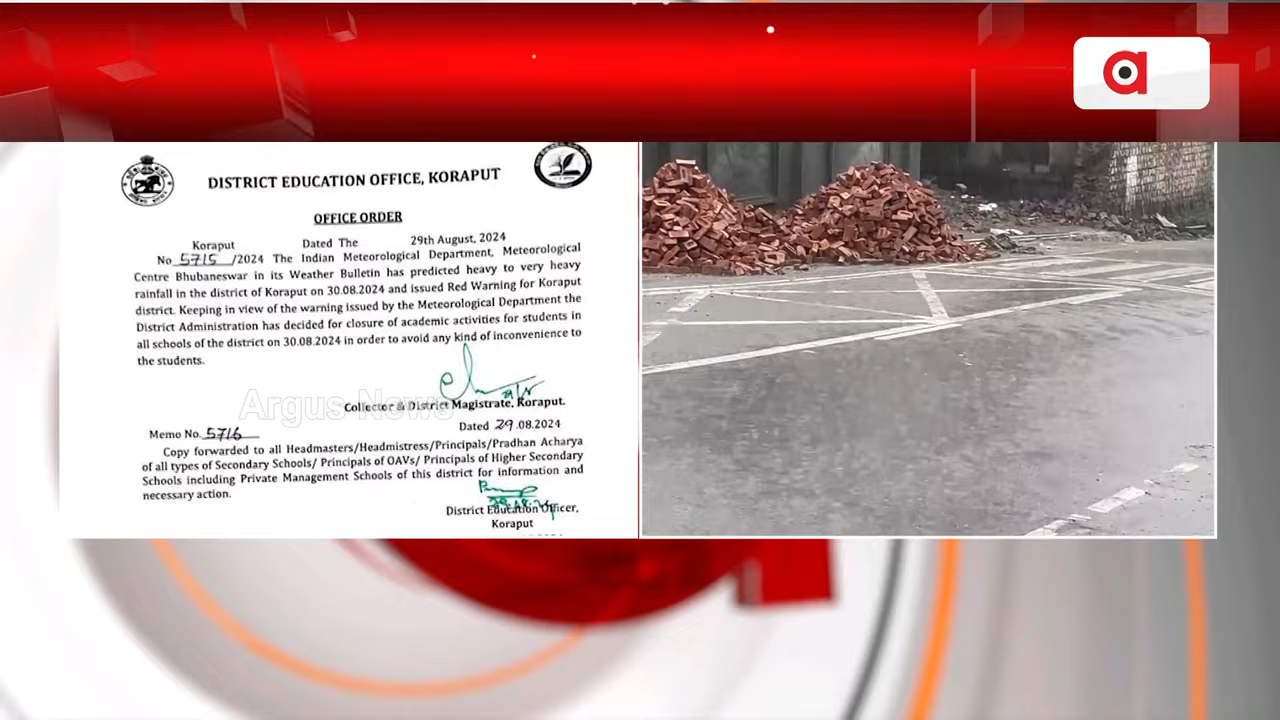 a
DISTRICT EDUCATION OFFICE, KORAPUT
OFFICE ORDER
Koraput Dated The 29th August, 2024
No 5715 /2024 The Indian Meteorological Department, Meteorological
Centre Bhubaneswar in its Weather Bulletin has predicted heavy to very heavy
rainfall in the district of Koraput on 30.08.2024 and issued Red Warning for Koraput
district. Keeping in view of the warning issued by the Meteorological Department the
District Administration has decided for closure of academic activities for students in
all schools of the district on 30.08.2024 in order to avoid any kind of inconvenience to
the students.
Argus News
Collector & District Magistrate, Koraput.
Memo No. 5716 Dated 29.08.2024
Copy forwarded to all Headmasters/Headmistress/Principals/Pradhan Acharya
of all types of Secondary Schools/ Principals of OAVs/ Principals of Higher Secondary
Schools including Private Management Schools of this district for information and
necessary action.
District Education Officer,
Koraput